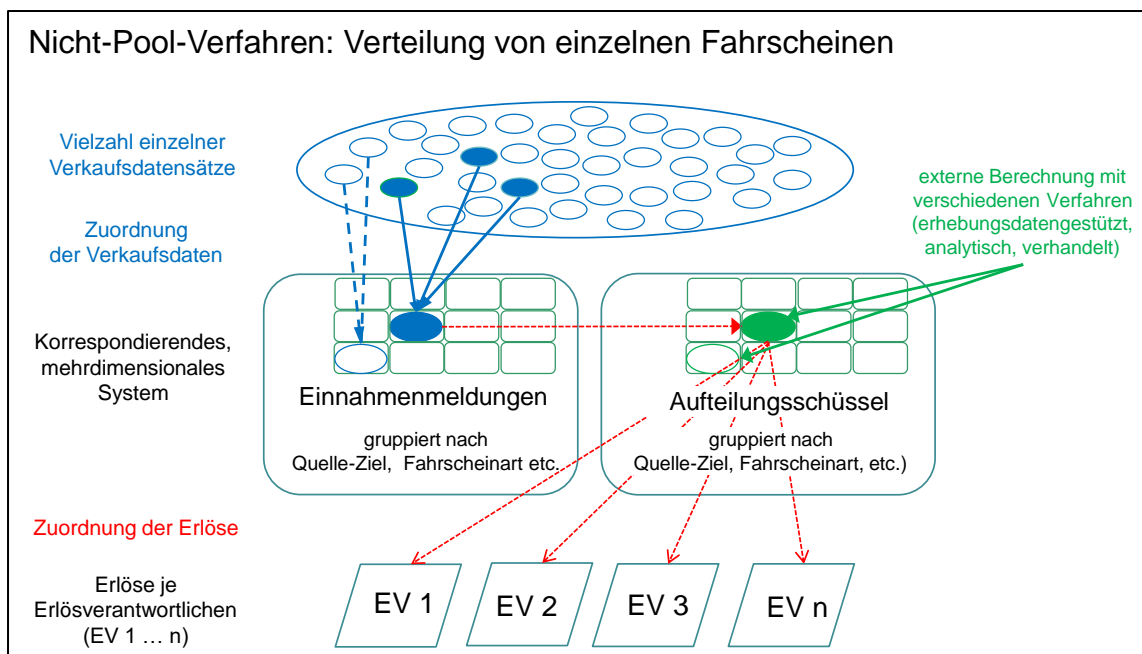 Nicht-Pool-Verfahren: Verteilung von einzelnen Fahrscheinen
Vielzahl einzelner
Verkaufsdatensätze
externe Berechnung mit
verschiedenen Verfahren
(erhebungsdatengestützt,
analytisch, verhandelt)
Zuordnung
der Verkaufsdaten
Korrespondierendes,
mehrdimensionales
System
Einnahmenmeldungen
gruppiert nach
Quelle-Ziel, Fahrscheinart etc.
Aufteilungsschüssel
gruppiert nach
Quelle-Ziel, Fahrscheinart, etc.)
Zuordnung der Erlöse
Erlöse je
Erlösverantwortlichen
(EV 1 … n)
EV 1
EV 2
EV 3
EV n